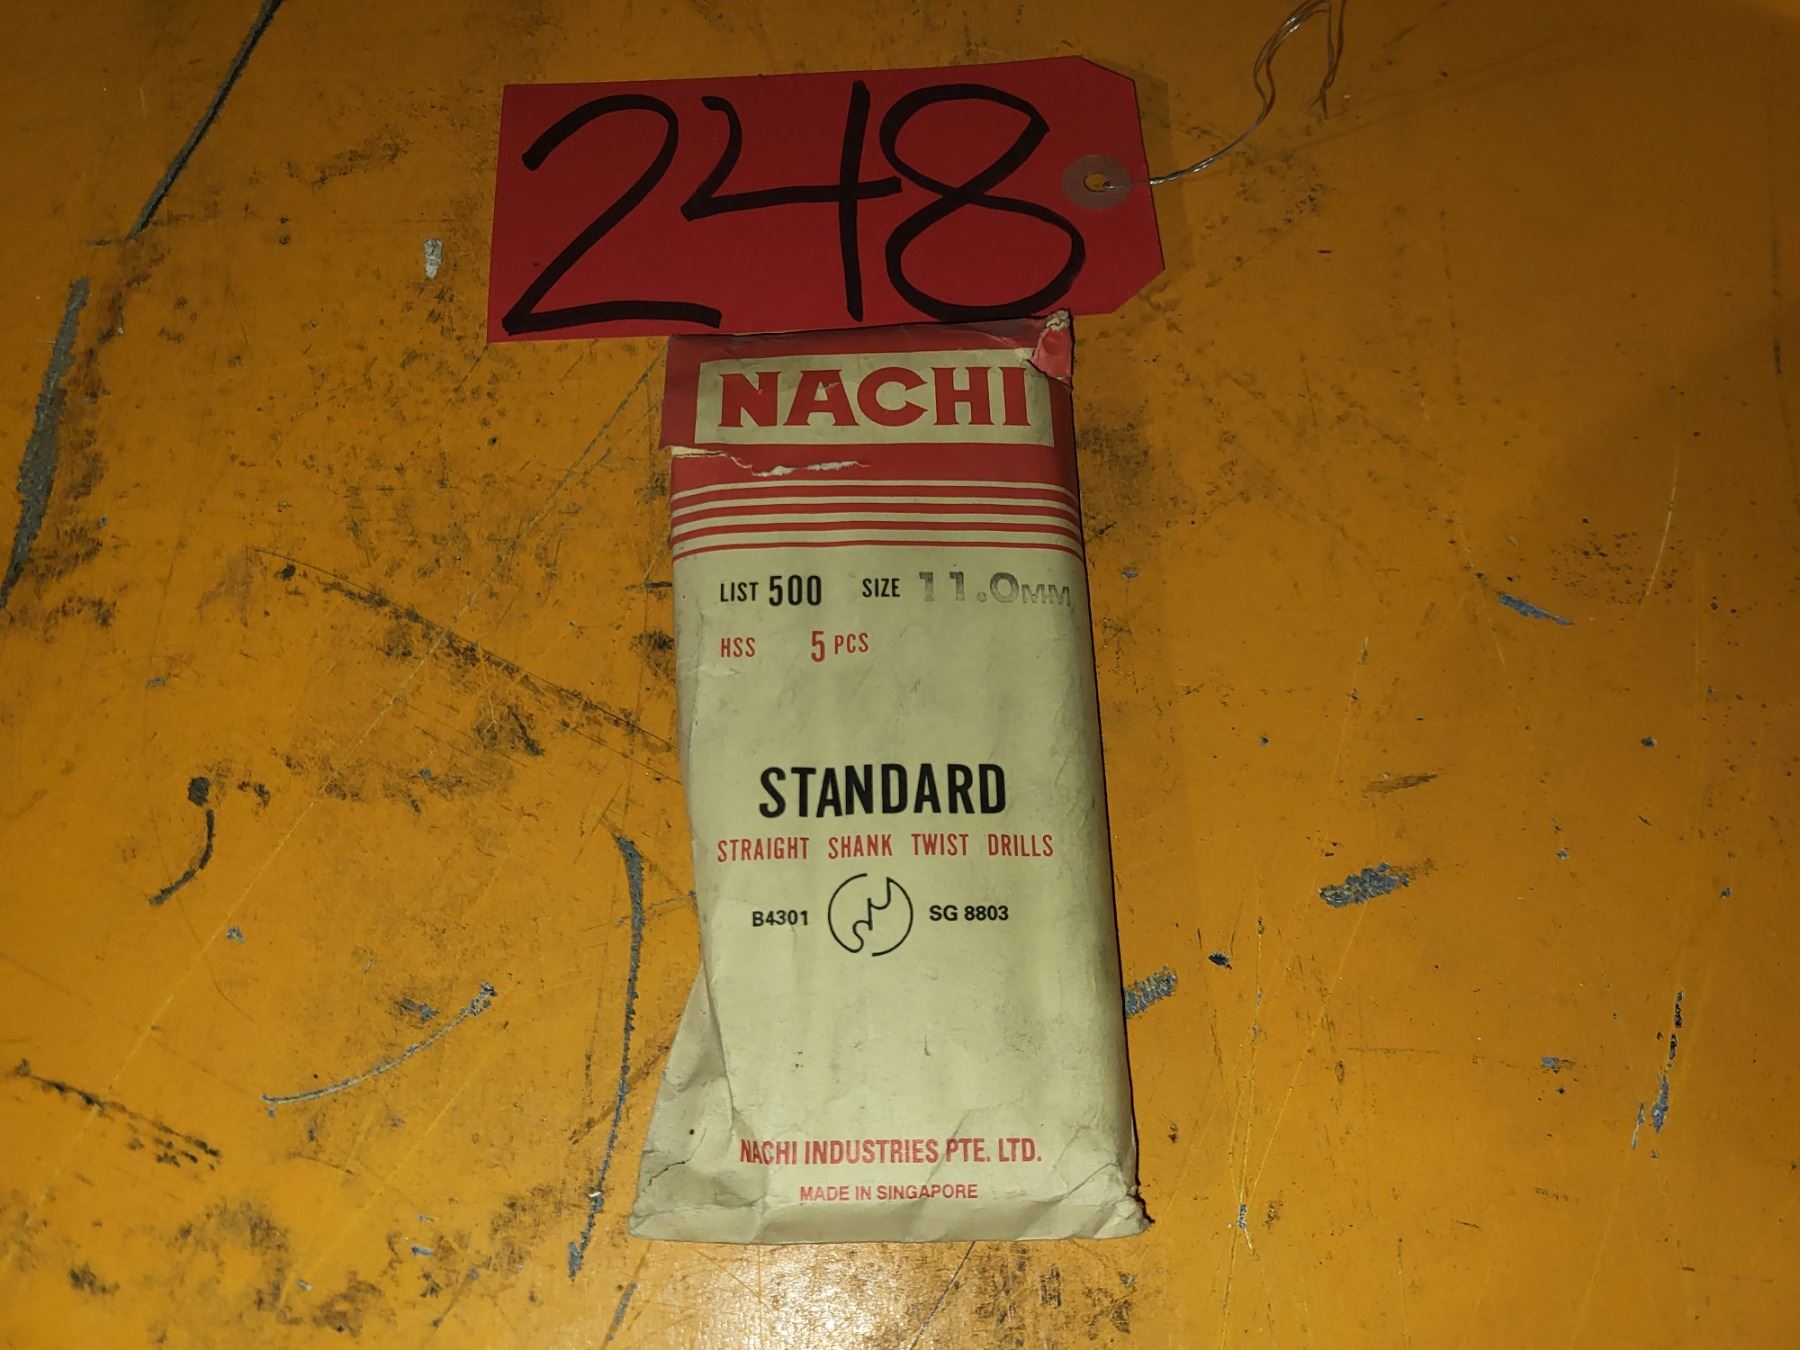 248
NACHI
LIST 500 SIZE 11.0MM
HSS 5 PCS
STANDARD
STRAIGHT SHANK TWIST DRILLS
B4301 SG 8803
NACHI INDUSTRIES PTE. LTD.
MADE IN SINGAPORE